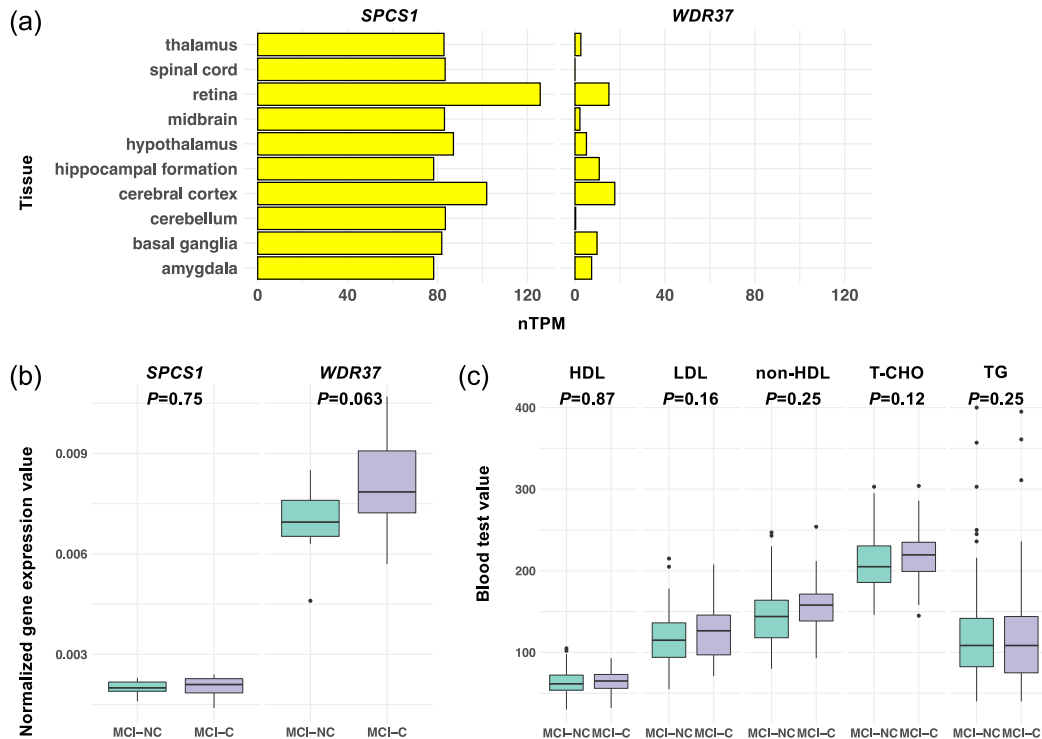 (a)
SPCS1 WDR37
Tissue
thalamus
spinal cord
retina
midbrain
hypothalamus
hippocampal formation
cerebral cortex
cerebellum
basal ganglia
amygdala
0 40 80 120 0 40 80 120
nTPM
(b)
SPCS1 WDR37
P=0.75 P=0.063
Normalized gene expression value
0.009
0.006
0.003
MCI–NC MCI–C MCI–NC MCI–C
(c)
HDL LDL non-HDL T-CHO TG
P=0.87 P=0.16 P=0.25 P=0.12 P=0.25
Blood test value
400
300
200
100
MCI–NC MCI–C MCI–NC MCI–C MCI–NC MCI–C MCI–NC MCI–C MCI–NC MCI–C